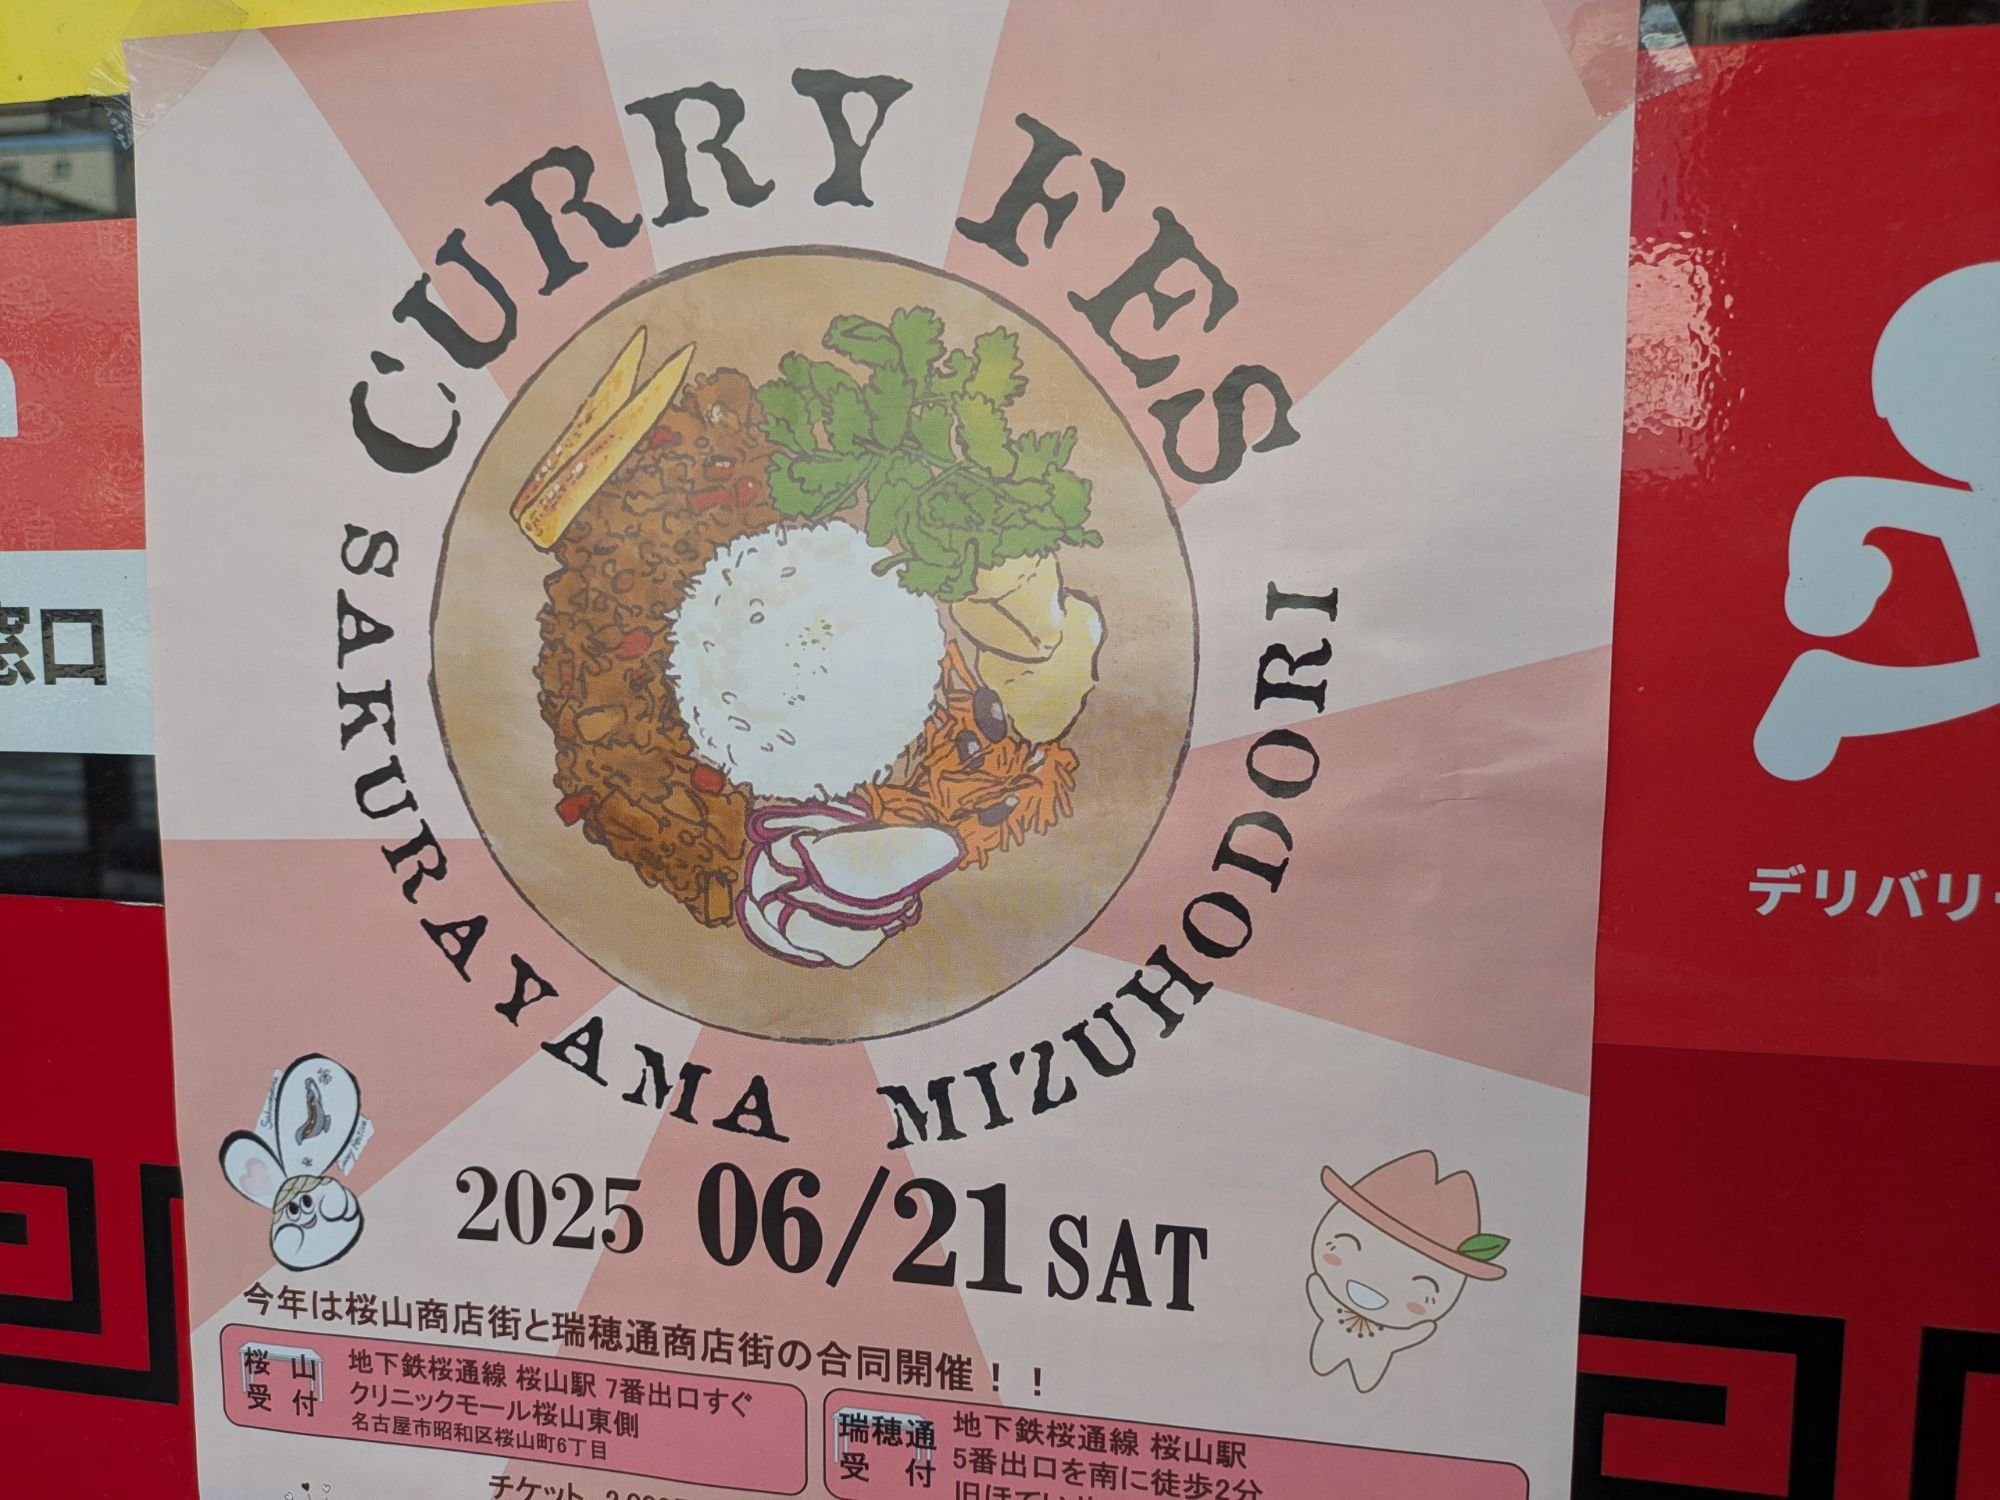 CURRY FES
SAKURAYAMA MIZUHODORI
2025 06/21 SAT
今年は桜山商店街と瑞穂通商店街の合同開催！！
桜山
受付
地下鉄桜通線 桜山駅 7番出口すぐ
クリニックモール桜山東側
名古屋市昭和区桜山町6丁目
瑞穂通
受付
地下鉄桜通線 桜山駅
5番出口を南に徒歩2分
チケット
窓口
デリバリー